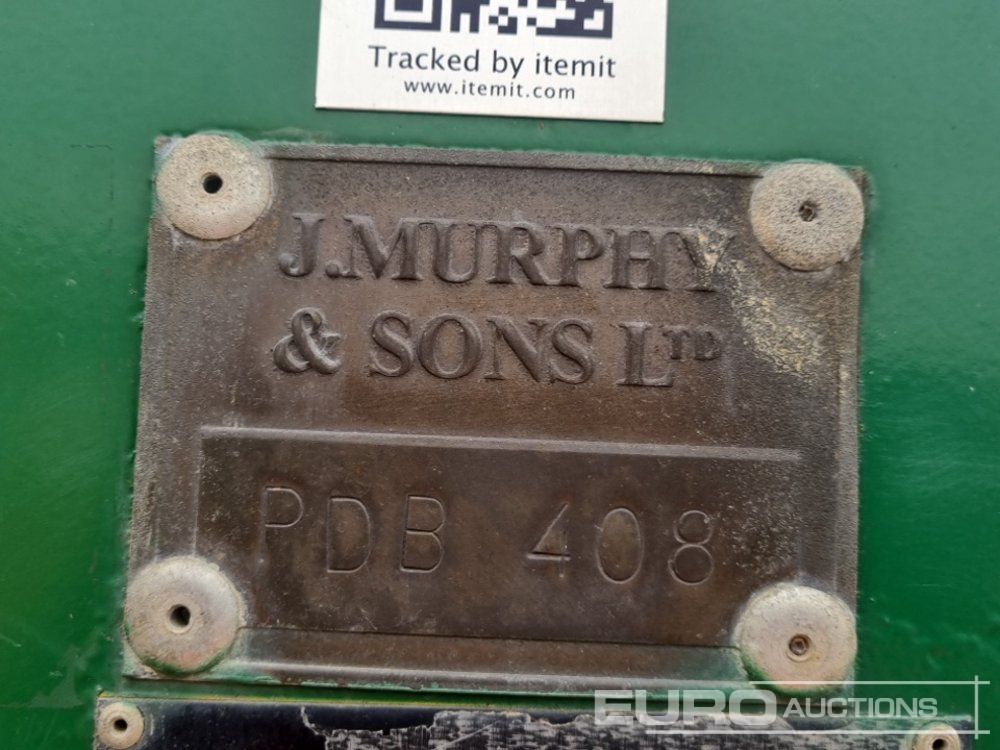 Tracked by itemit
www.itemit.com
J.MURPHY
& SONS LTD
PDB 408
EURO AUCTIONS